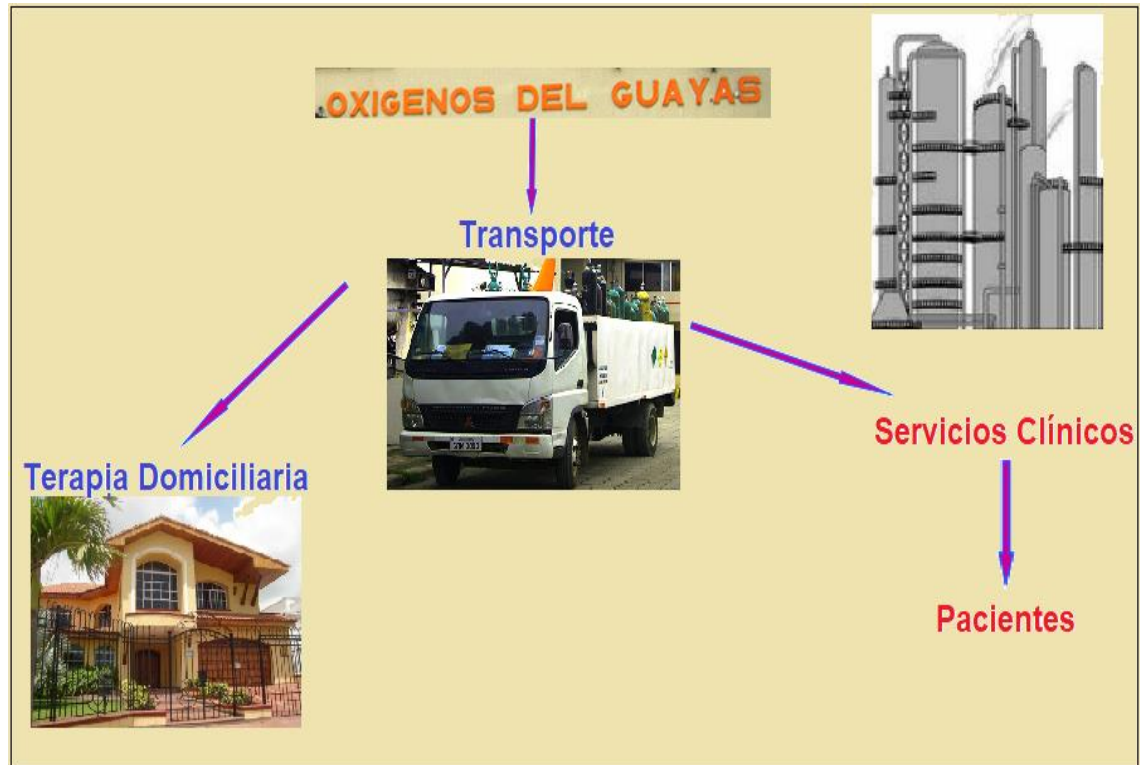 OXIGENOS DEL GUAYAS
Transporte
Servicios Clínicos
Terapia Domiciliaria
Pacientes